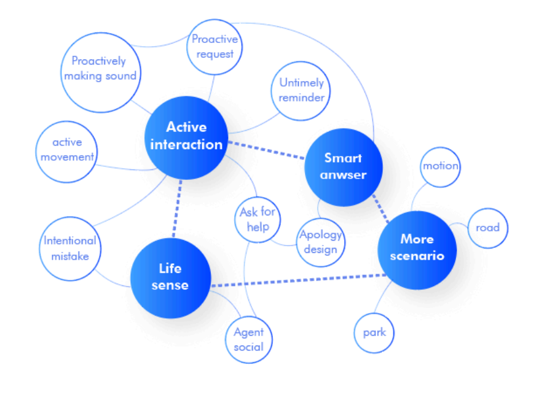 Proactive
request
Proactively
making sound
Untimely
reminder
Active
interaction
active
movement
Smart
anwser
motion
Ask for
help
road
Apology
design
Intentional
mistake
More
scenario
Life
sense
Agent
social
park